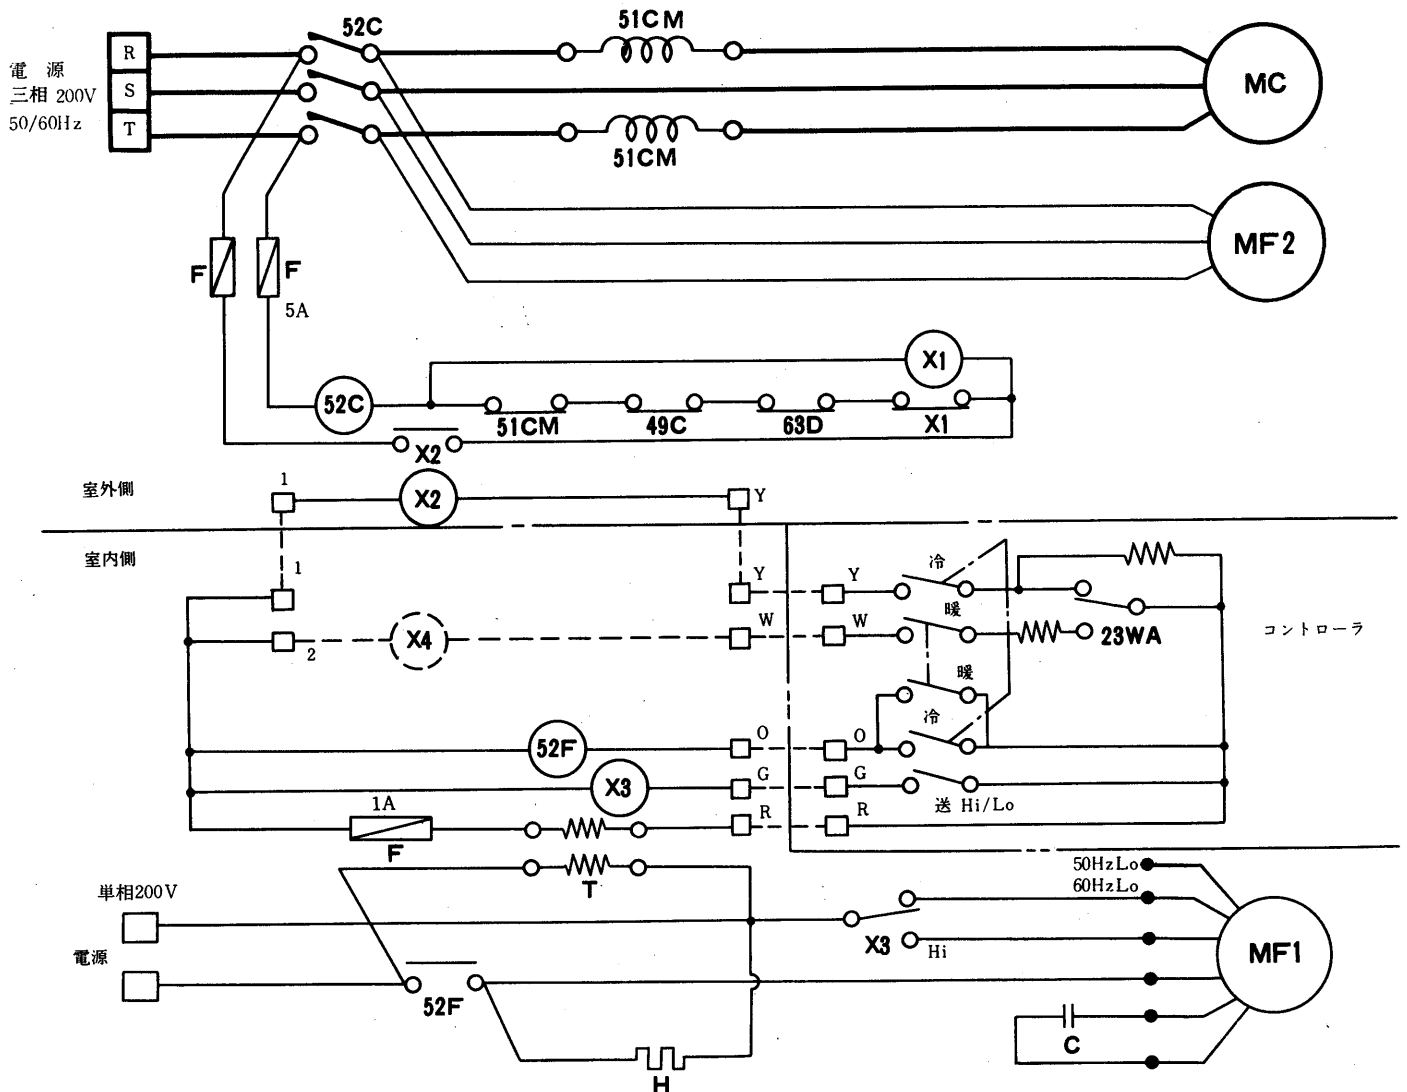 電 源
三相 200V
50/60Hz
R
S
T
52C
51CM
51CM
MC
MF2
F
F
5A
52C
X1
51CM
49C
63D
X1
X2
室外側
1
X2
Y
室内側
1
Y
Y
冷
2
X4
W
W
暖
23WA
コントローラ
暖
冷
52F
O
O
X3
G
G
送 Hi/Lo
1A
F
R
R
T
単相200V
電源
52F
H
X3
Hi
50HzLo
60HzLo
MF1
C